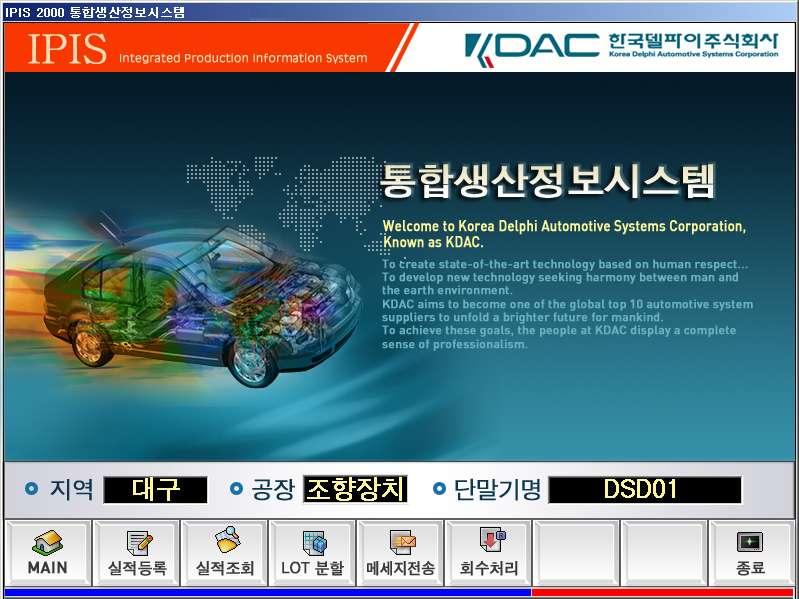 IPIS 2000 통합생산정보시스템
IPIS Integrated Production Information System
KDAC 한국델파이주식회사
Korea Delphi Automotive Systems Corporation
통합생산정보시스템
Welcome to Korea Delphi Automotive Systems Corporation,
Known as KDAC.
To create state-of-the-art technology based on human respect...
To develop new technology seeking harmony between man and
the earth environment.
KDAC aims to become one of the global top 10 automotive system
suppliers to unfold a brighter future for mankind.
To achieve these goals, the people at KDAC display a complete
sense of professionalism.
지역 대구 공장 조향장치 단말기명 DSD01
MAIN 실적등록 실적조회 LOT 분할 메세지전송 회수처리 종료